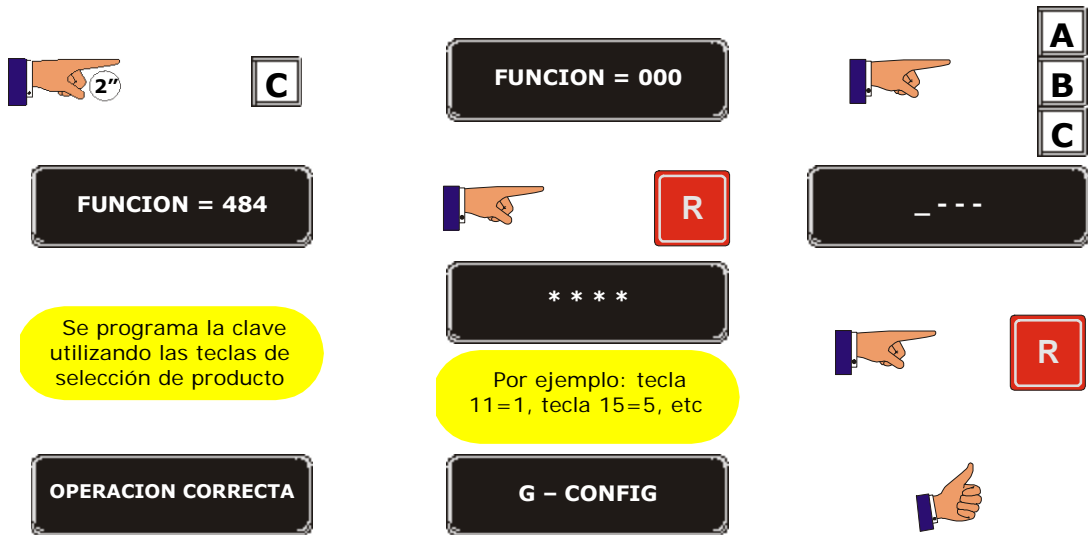 2”
C
FUNCION = 000
A
B
C
FUNCION = 484
R
_ - - -
Se programa la clave
utilizando las teclas de
selección de producto
* * * *
Por ejemplo: tecla
11=1, tecla 15=5, etc
R
OPERACION CORRECTA
G – CONFIG